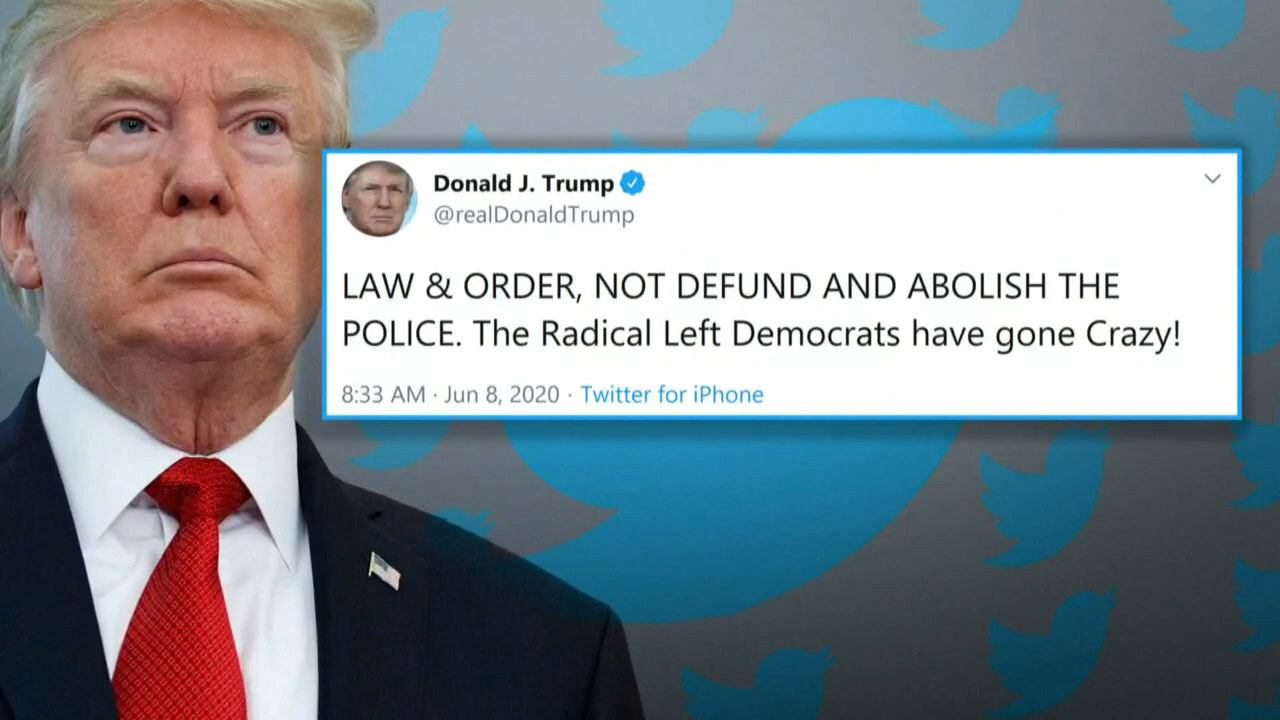 Donald J. Trump
@realDonaldTrump
LAW & ORDER, NOT DEFUND AND ABOLISH THE
POLICE. The Radical Left Democrats have gone Crazy!
8:33 AM · Jun 8, 2020 · Twitter for iPhone